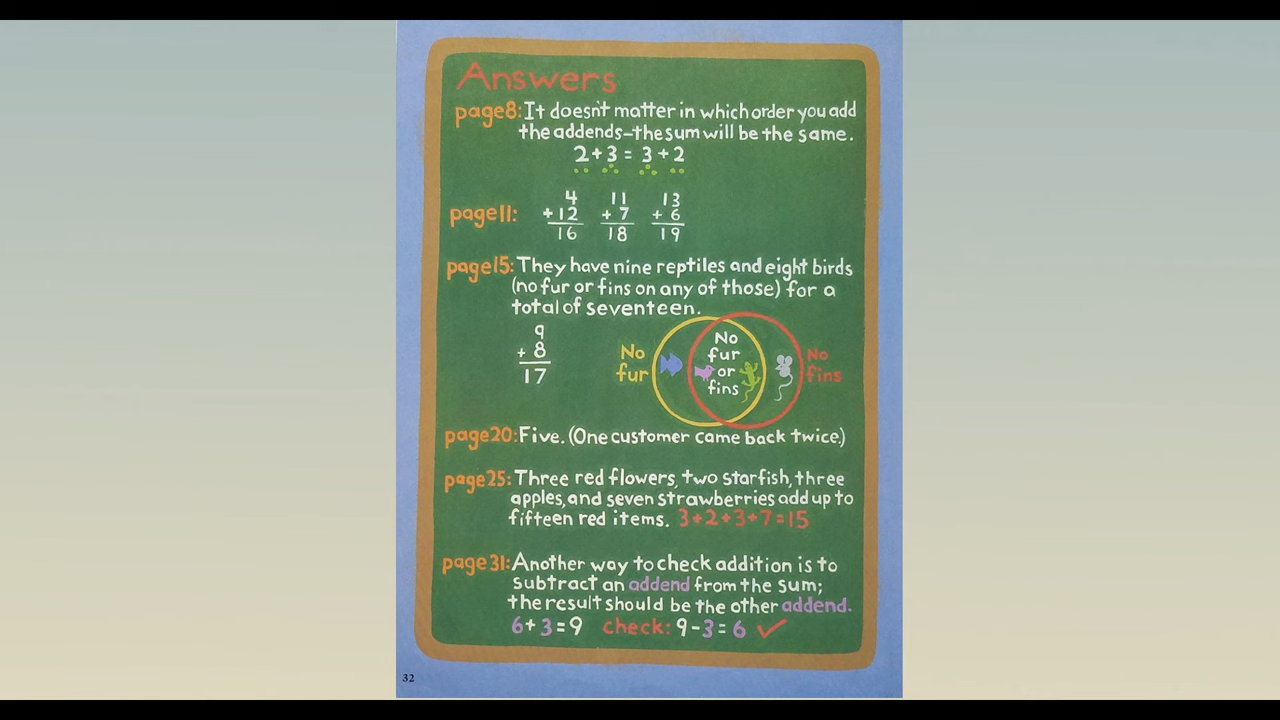 Answers
page8: It doesn't matter in which order you add
the addends-the sum will be the same.
2+3 = 3+2
page11:
4 11 13
+12 +7 +6
16 18 19
page15: They have nine reptiles and eight birds
(no fur or fins on any of those) for a
total of seventeen.
9
+ 8
17
No
fur
No
fur
or
fins
No
fins
page20: Five. (One customer came back twice.)
page25: Three red flowers, two starfish, three
apples, and seven strawberries add up to
fifteen red items. 3+2+3+7=15
page31: Another way to check addition is to
subtract an addend from the sum;
the result should be the other addend.
6+3=9 check: 9-3=6 ✓
32